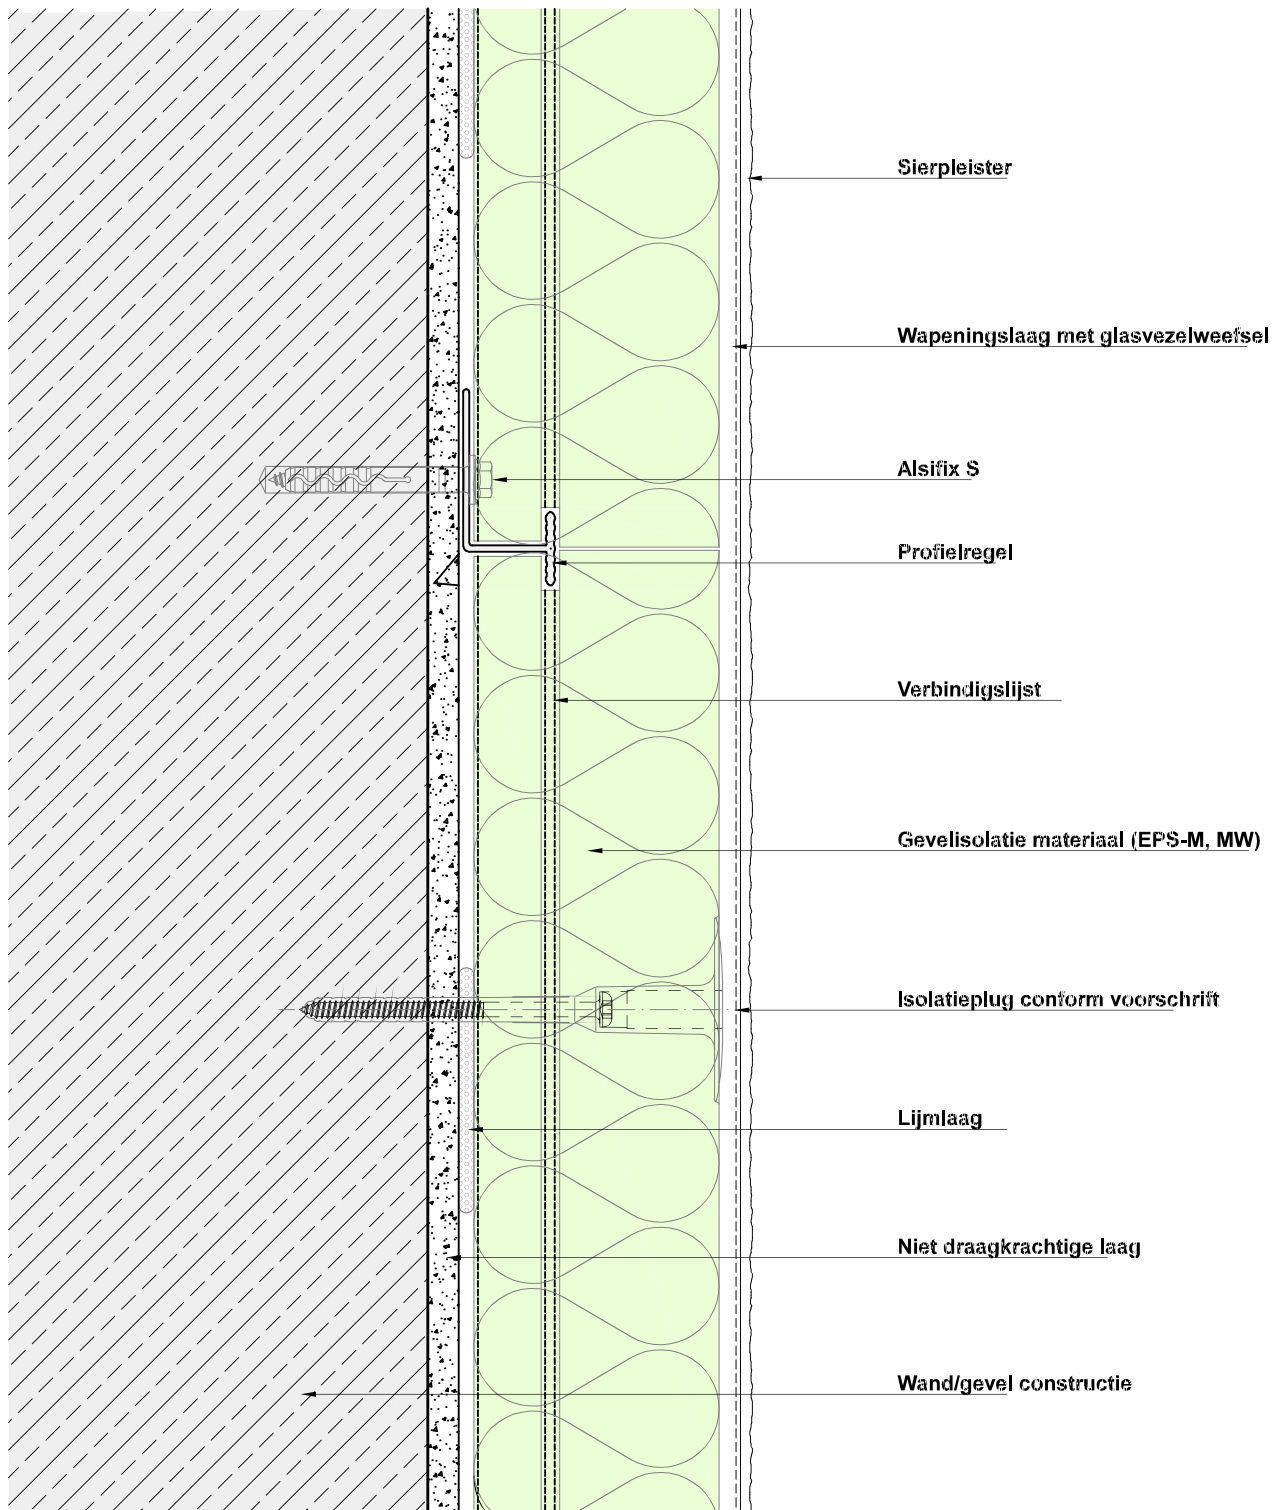 Sierpleister
Wapeningslaag met glasvezelweefsel
Alsifix S
Profielregel
Verbindigslijst
Gevelisolatie materiaal (EPS-M, MW)
Isolatieplug conform voorschrift
Lijmlaag
Niet draagkrachtige laag
Wand/gevel constructie